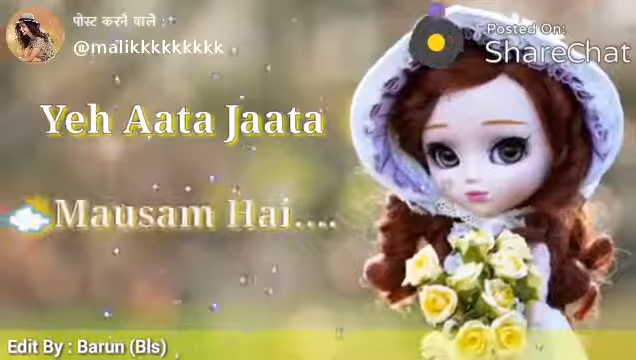 पोस्ट करने वाले :
@malikkkkkkkkk
Posted On:
ShareChat
Yeh Aata Jaata
Mausam Hai....
Edit By : Barun (Bls)